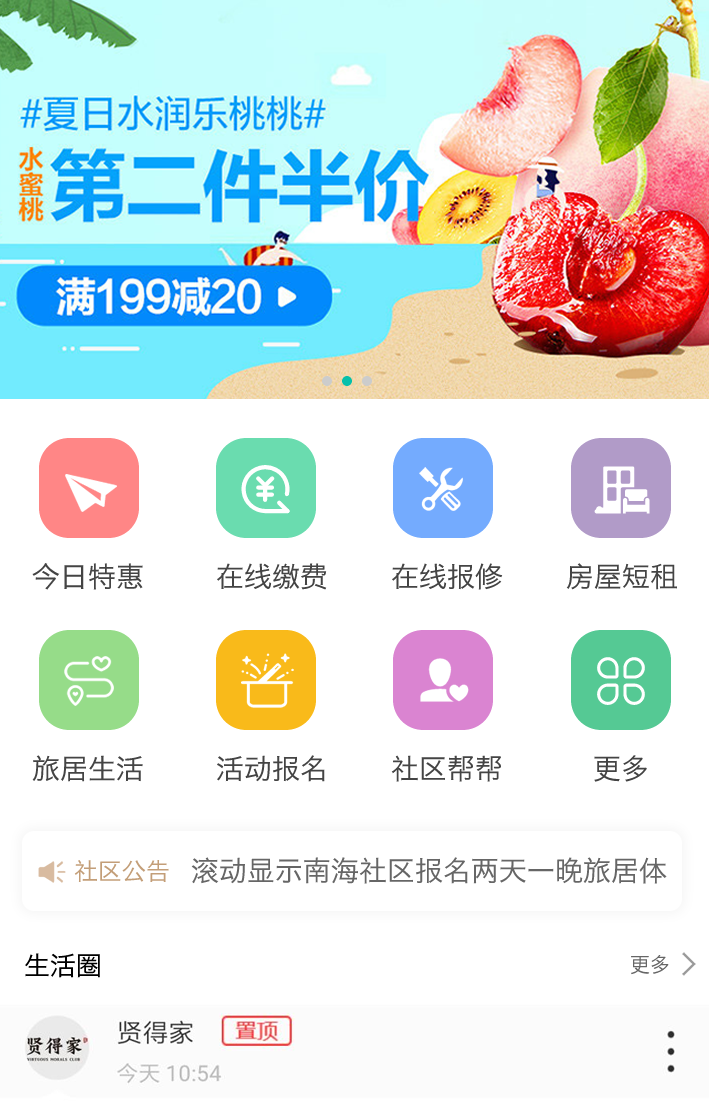 #夏日水润乐桃桃#
水蜜桃 第二件半价
满199减20
今日特惠 在线缴费 在线报修 房屋短租
旅居生活 活动报名 社区帮帮 更多
社区公告 滚动显示南海社区报名两天一晚旅居体
生活圈 更多
贤得家 置顶
贤得家
VIRTUOUS MORALS CLUB
今天 10:54